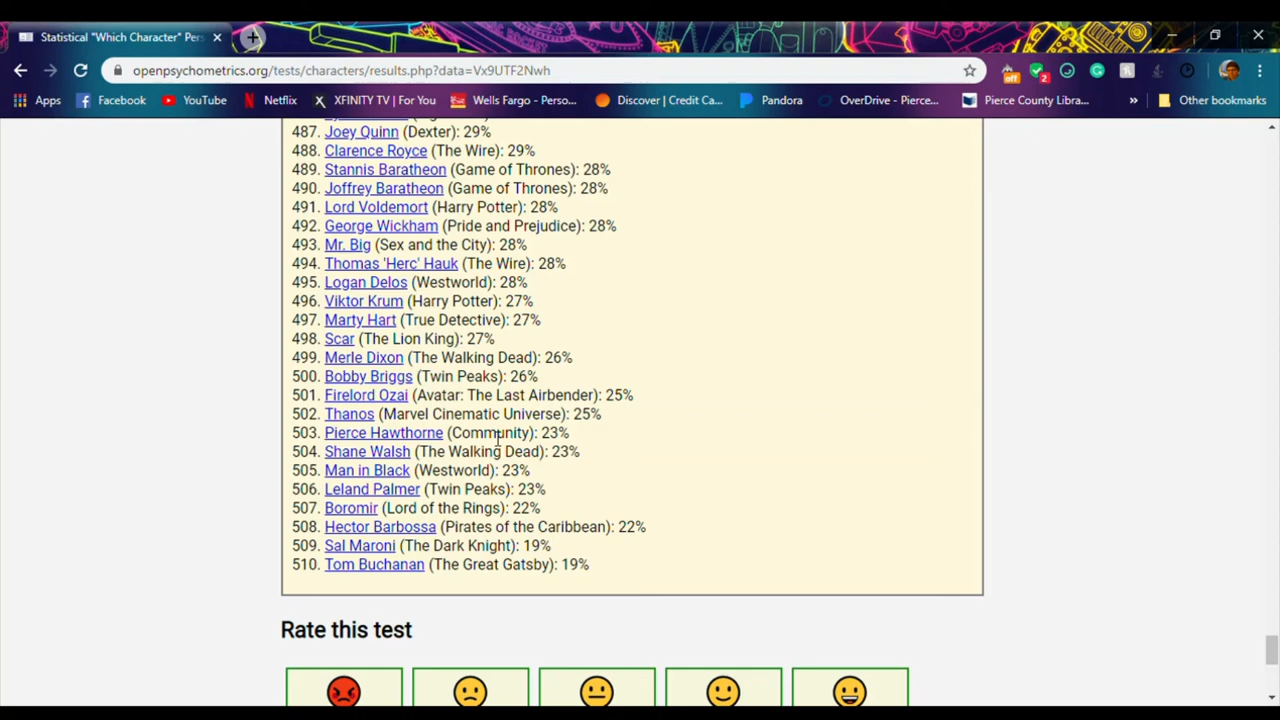 Statistical "Which Character" Per
openpsychometrics.org/tests/characters/results.php?data=Vx9UTF2Nwh
off
2
Apps Facebook YouTube Netflix XFINITY TV | For You Wells Fargo - Perso... Discover | Credit Ca... Pandora OverDrive - Pierce... Pierce County Libra... » Other bookmarks
487. Joey Quinn (Dexter): 29%
488. Clarence Royce (The Wire): 29%
489. Stannis Baratheon (Game of Thrones): 28%
490. Joffrey Baratheon (Game of Thrones): 28%
491. Lord Voldemort (Harry Potter): 28%
492. George Wickham (Pride and Prejudice): 28%
493. Mr. Big (Sex and the City): 28%
494. Thomas 'Herc' Hauk (The Wire): 28%
495. Logan Delos (Westworld): 28%
496. Viktor Krum (Harry Potter): 27%
497. Marty Hart (True Detective): 27%
498. Scar (The Lion King): 27%
499. Merle Dixon (The Walking Dead): 26%
500. Bobby Briggs (Twin Peaks): 26%
501. Firelord Ozai (Avatar: The Last Airbender): 25%
502. Thanos (Marvel Cinematic Universe): 25%
503. Pierce Hawthorne (Community): 23%
504. Shane Walsh (The Walking Dead): 23%
505. Man in Black (Westworld): 23%
506. Leland Palmer (Twin Peaks): 23%
507. Boromir (Lord of the Rings): 22%
508. Hector Barbossa (Pirates of the Caribbean): 22%
509. Sal Maroni (The Dark Knight): 19%
510. Tom Buchanan (The Great Gatsby): 19%
Rate this test